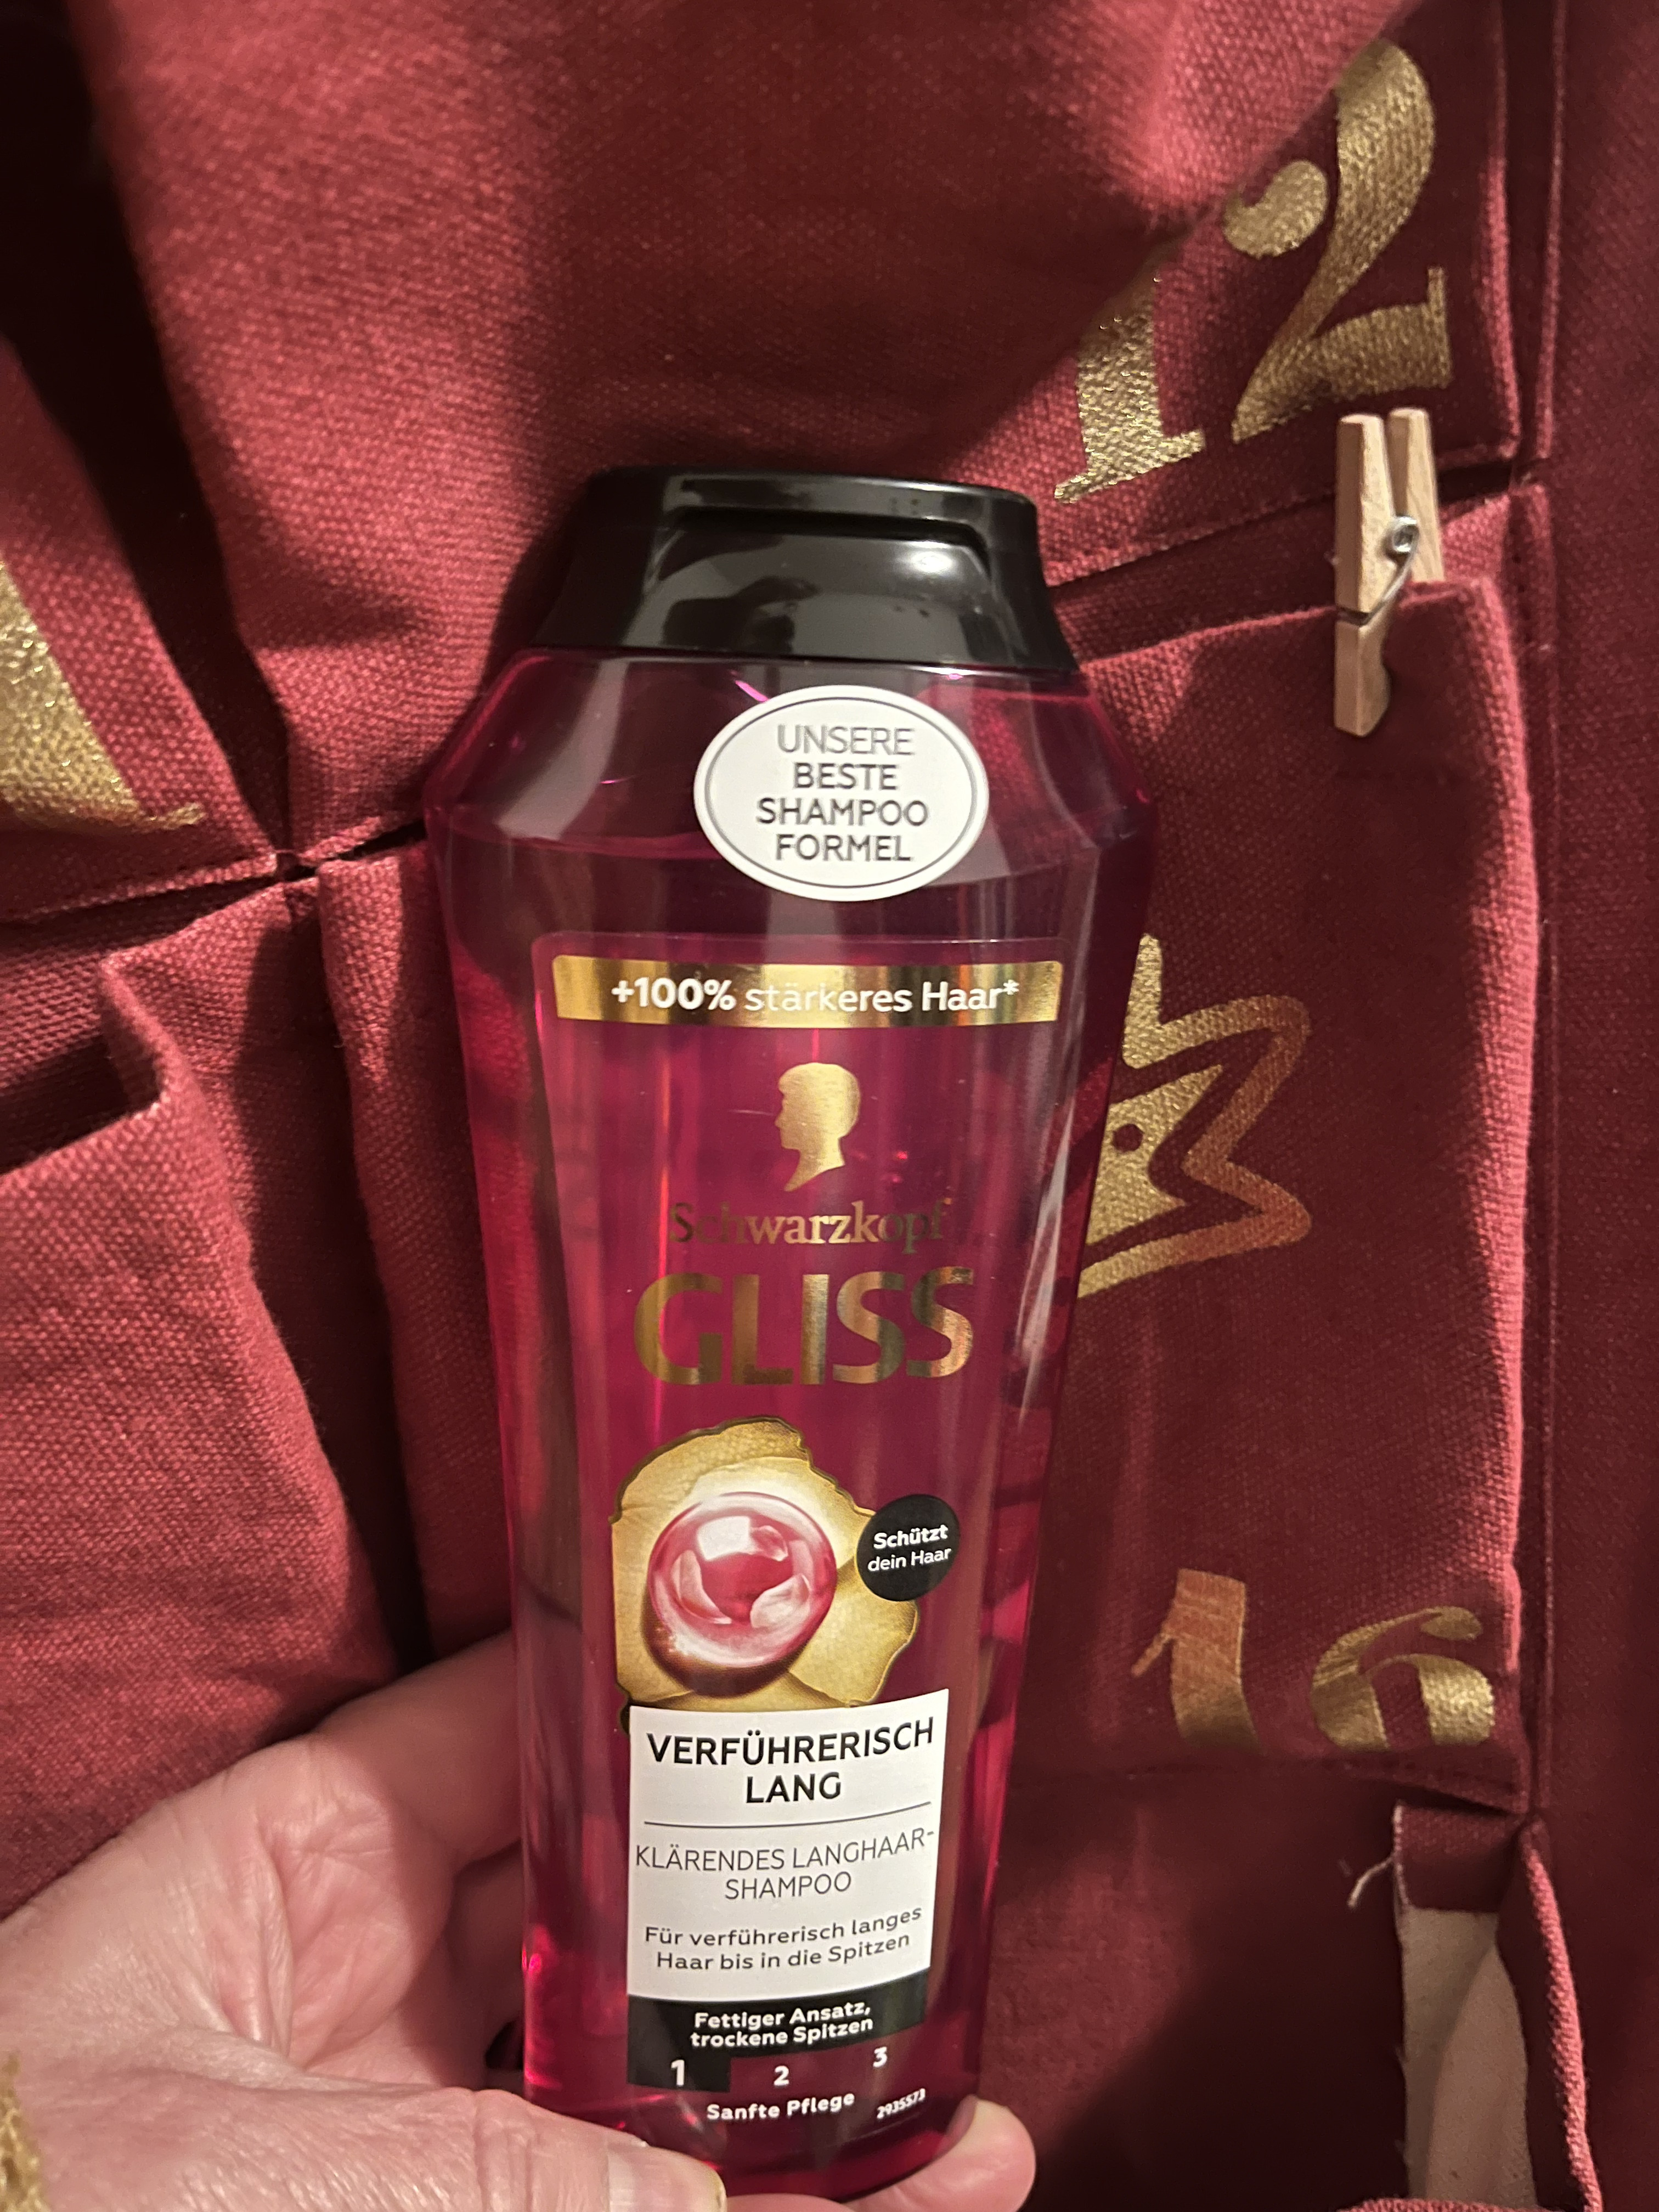 12
UNSERE
BESTE
SHAMPOO
FORMEL
+100% stärkeres Haar*
Schwarzkopf
GLISS
Schützt
dein Haar
VERFÜHRERISCH
LANG
KLÄRENDES LANGHAAR-
SHAMPOO
Für verführerisch langes
Haar bis in die Spitzen
Fettiger Ansatz,
trockene Spitzen
1 2 3
Sanfte Pflege
2935573
16